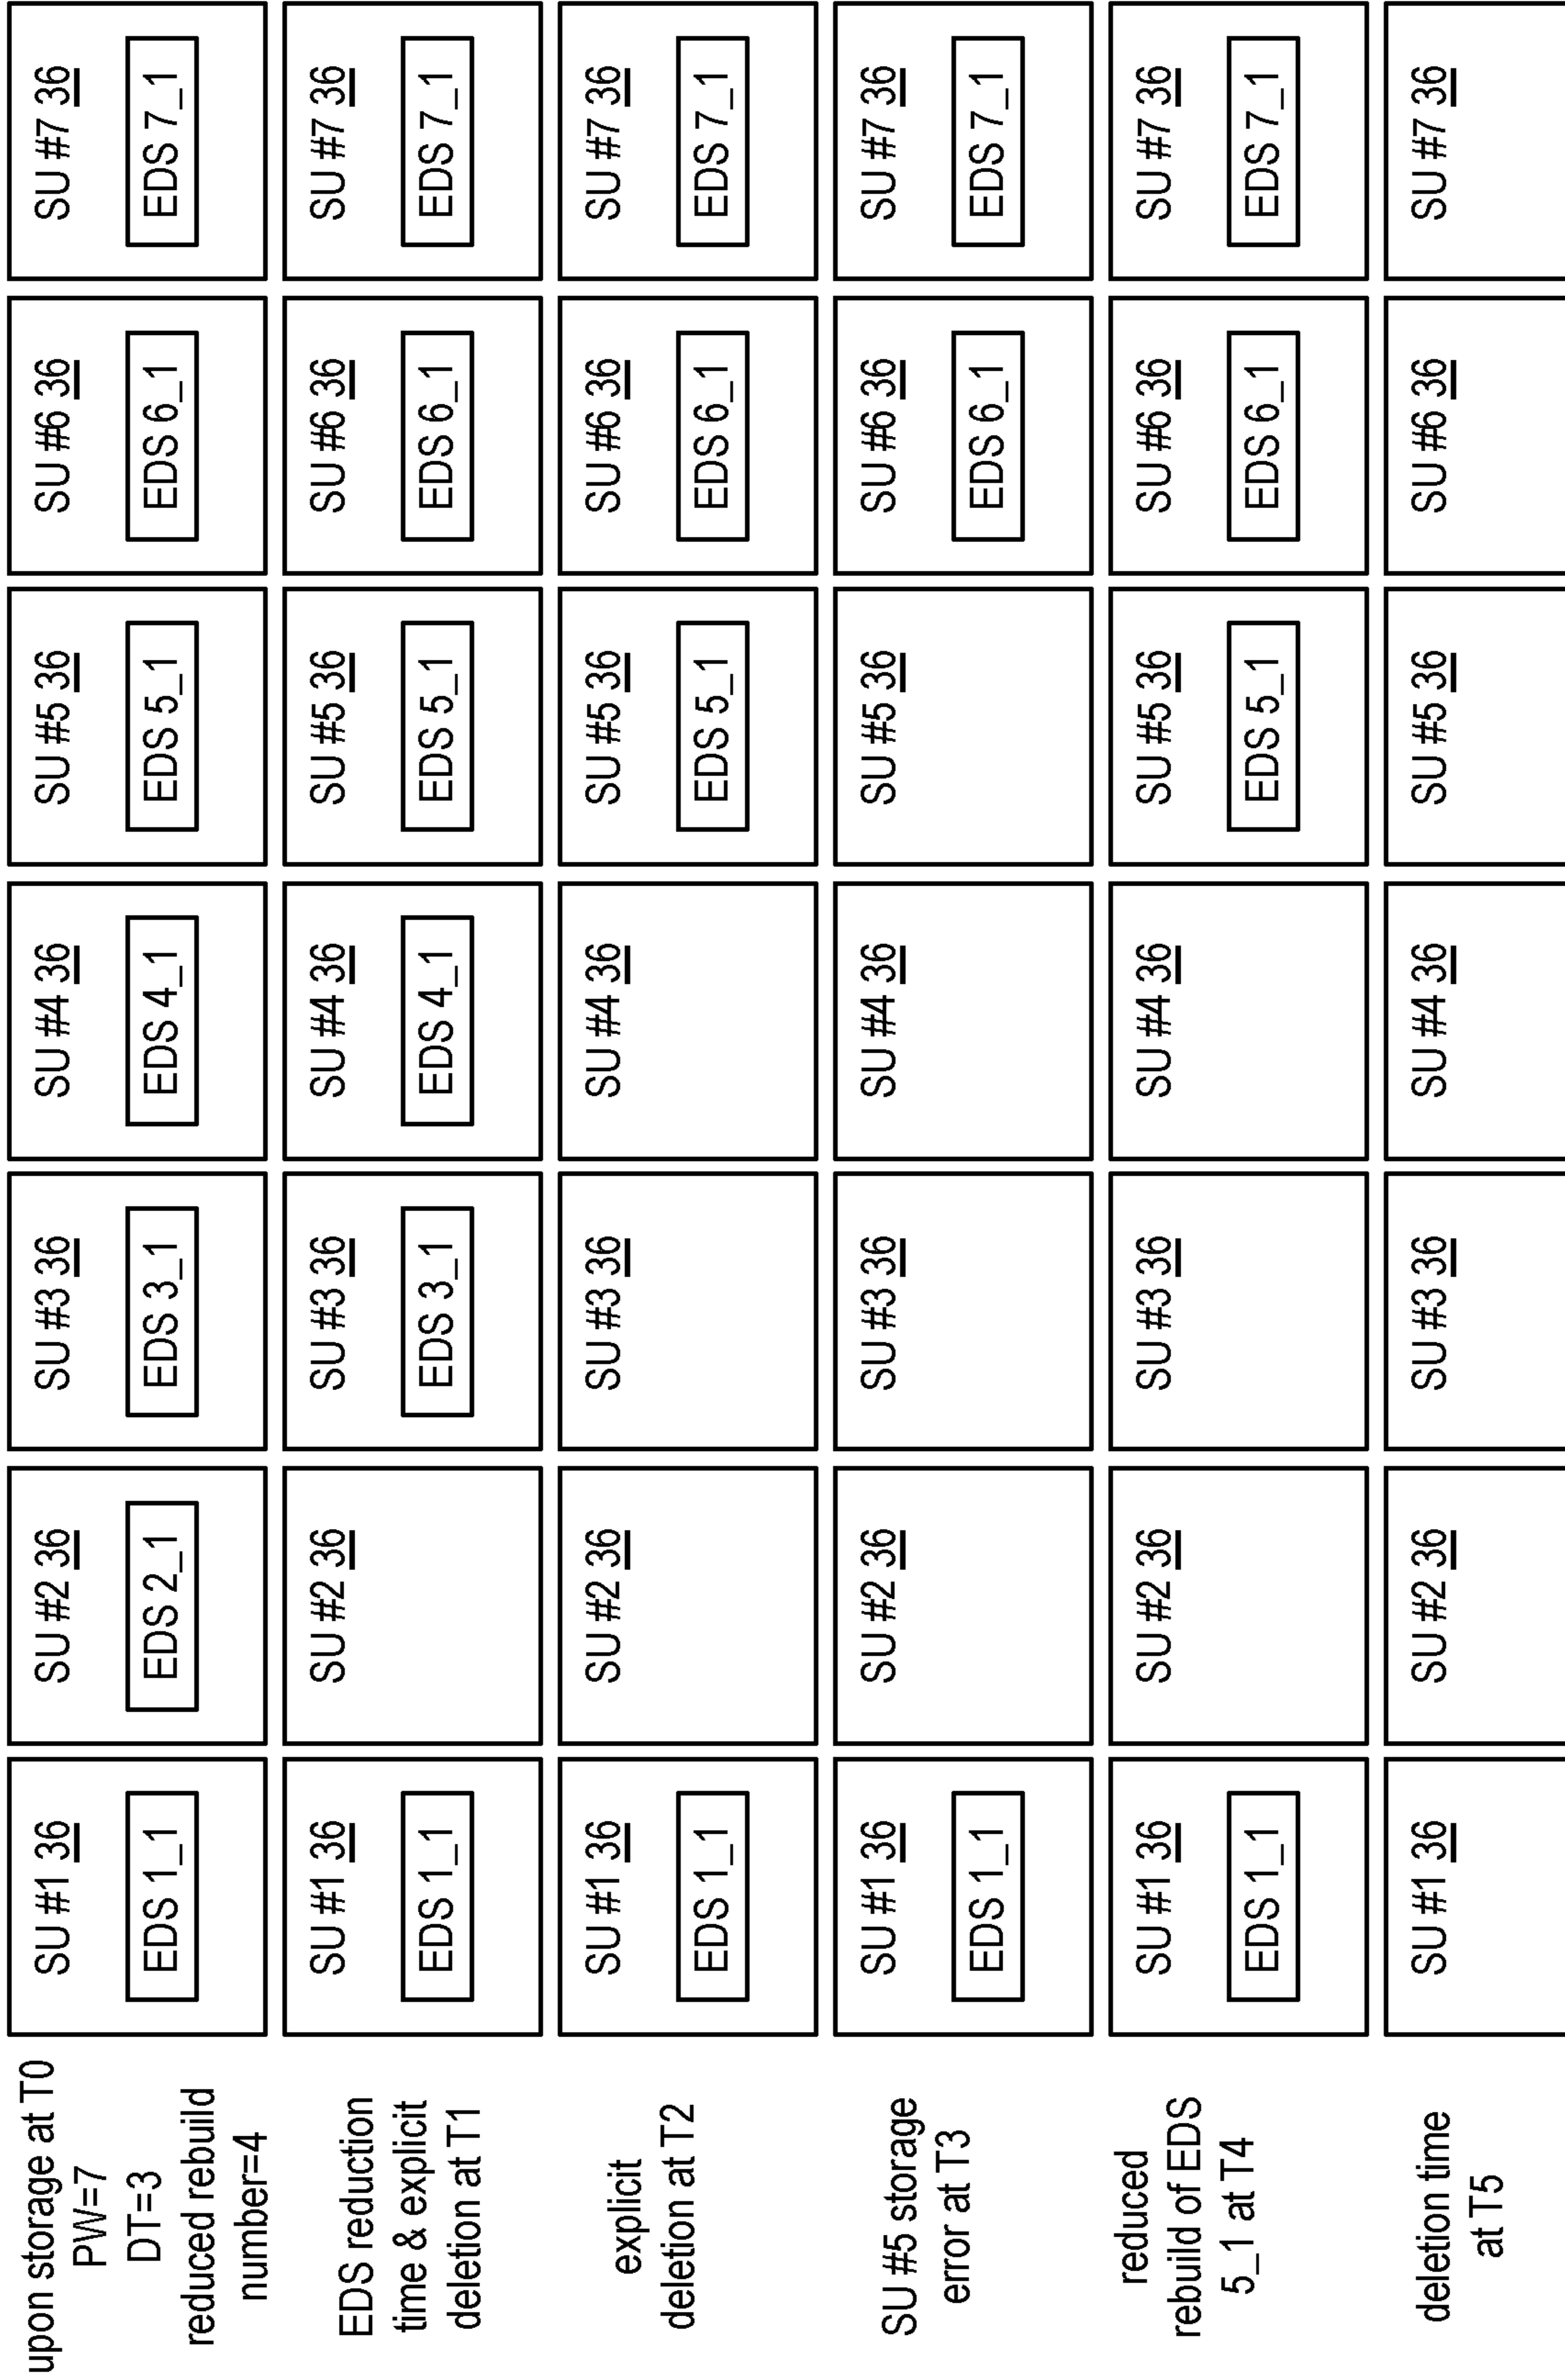 upon storage at T0
PW=7
DT=3
reduced rebuild
number=4
SU #1 36
EDS 1_1
SU #2 36
EDS 2_1
SU #3 36
EDS 3_1
SU #4 36
EDS 4_1
SU #5 36
EDS 5_1
SU #6 36
EDS 6_1
SU #7 36
EDS 7_1
EDS reduction
time & explicit
deletion at T1
SU #1 36
EDS 1_1
SU #2 36
SU #3 36
EDS 3_1
SU #4 36
EDS 4_1
SU #5 36
EDS 5_1
SU #6 36
EDS 6_1
SU #7 36
EDS 7_1
explicit
deletion at T2
SU #1 36
EDS 1_1
SU #2 36
SU #3 36
SU #4 36
SU #5 36
EDS 5_1
SU #6 36
EDS 6_1
SU #7 36
EDS 7_1
SU #5 storage
error at T3
SU #1 36
EDS 1_1
SU #2 36
SU #3 36
SU #4 36
SU #5 36
SU #6 36
EDS 6_1
SU #7 36
EDS 7_1
reduced
rebuild of EDS
5_1 at T4
SU #1 36
EDS 1_1
SU #2 36
SU #3 36
SU #4 36
SU #5 36
EDS 5_1
SU #6 36
EDS 6_1
SU #7 36
EDS 7_1
deletion time
at T5
SU #1 36
SU #2 36
SU #3 36
SU #4 36
SU #5 36
SU #6 36
SU #7 36